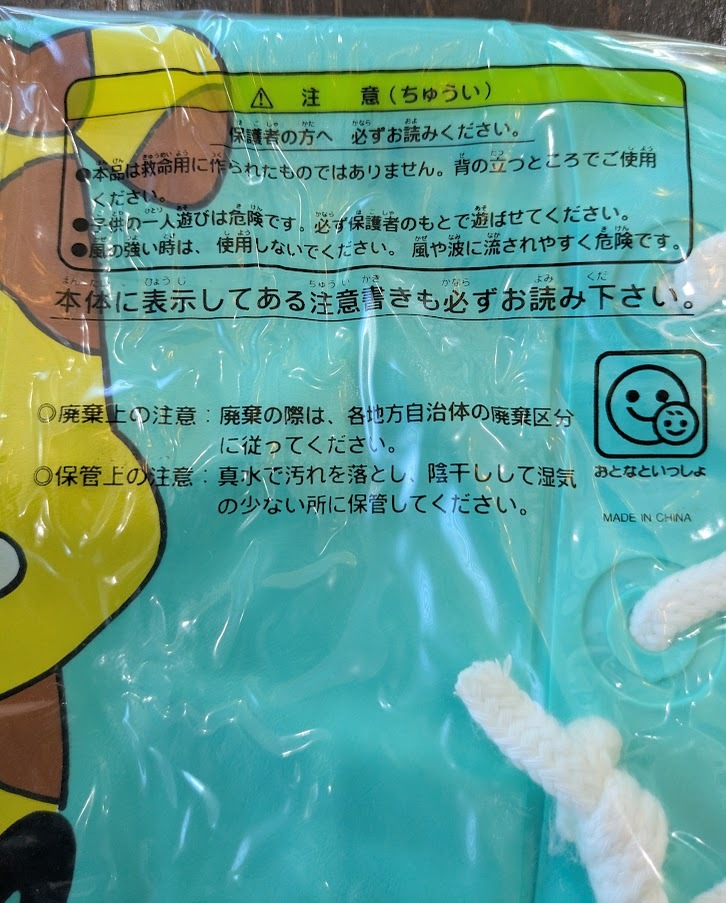 ⚠ 注 意(ちゅうい)
保護者の方へ 必ずお読みください。
●本品は救命用に作られたものではありません。背の立つところでご使用
ください。
●子供の一人遊びは危険です。必ず保護者のもとで遊ばせてください。
●風の強い時は、使用しないでください。風や波に流されやすく危険です。
本体に表示してある注意書きも必ずお読み下さい。
◎廃棄上の注意:廃棄の際は、各地方自治体の廃棄区分
に従ってください。
◎保管上の注意:真水で汚れを落とし、陰干しして湿気
の少ない所に保管してください。
おとなといっしょ
MADE IN CHINA